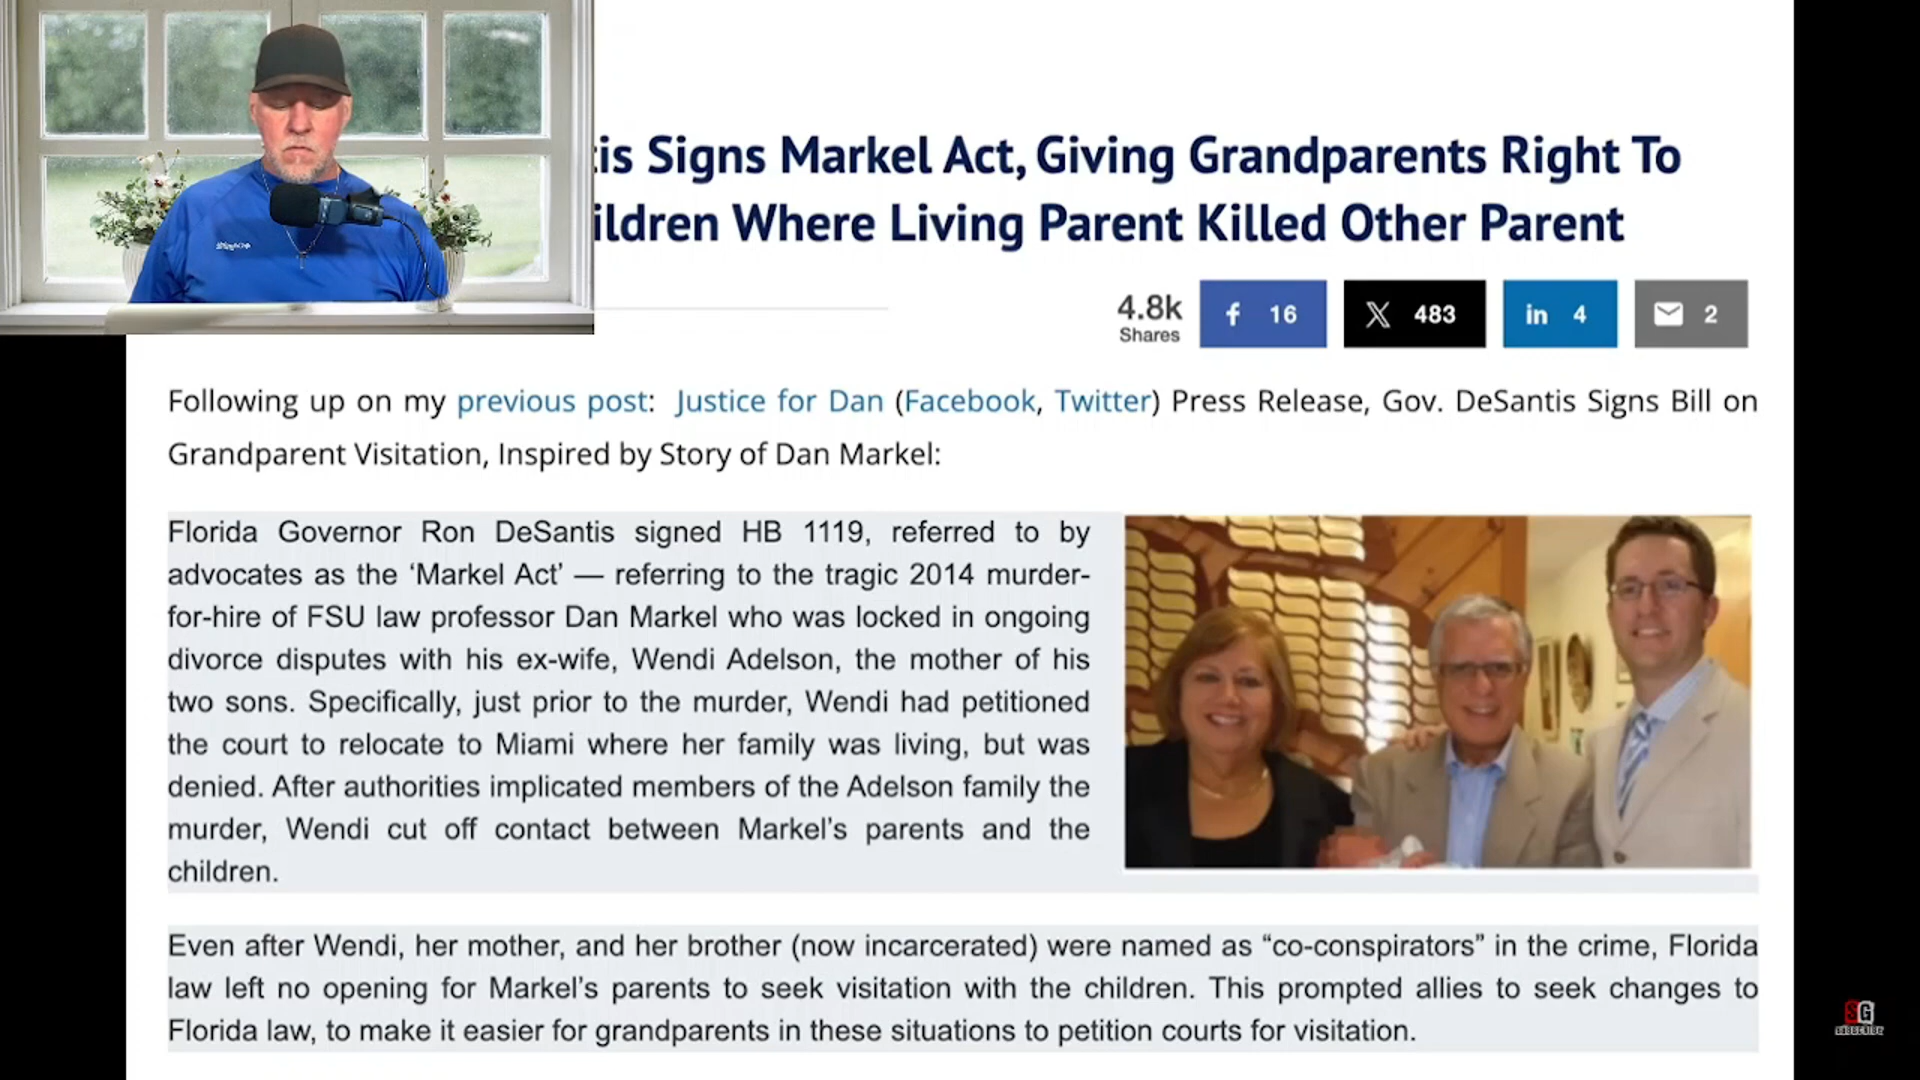 tis Signs Markel Act, Giving Grandparents Right To
ildren Where Living Parent Killed Other Parent
4.8k
Shares
16
483
in 4
2
Following up on my previous post: Justice for Dan (Facebook, Twitter) Press Release, Gov. DeSantis Signs Bill on
Grandparent Visitation, Inspired by Story of Dan Markel:
Florida Governor Ron DeSantis signed HB 1119, referred to by
advocates as the ‘Markel Act’ — referring to the tragic 2014 murder-
for-hire of FSU law professor Dan Markel who was locked in ongoing
divorce disputes with his ex-wife, Wendi Adelson, the mother of his
two sons. Specifically, just prior to the murder, Wendi had petitioned
the court to relocate to Miami where her family was living, but was
denied. After authorities implicated members of the Adelson family the
murder, Wendi cut off contact between Markel’s parents and the
children.
Even after Wendi, her mother, and her brother (now incarcerated) were named as “co-conspirators” in the crime, Florida
law left no opening for Markel’s parents to seek visitation with the children. This prompted allies to seek changes to
Florida law, to make it easier for grandparents in these situations to petition courts for visitation.
SG
SUBSCRIBE